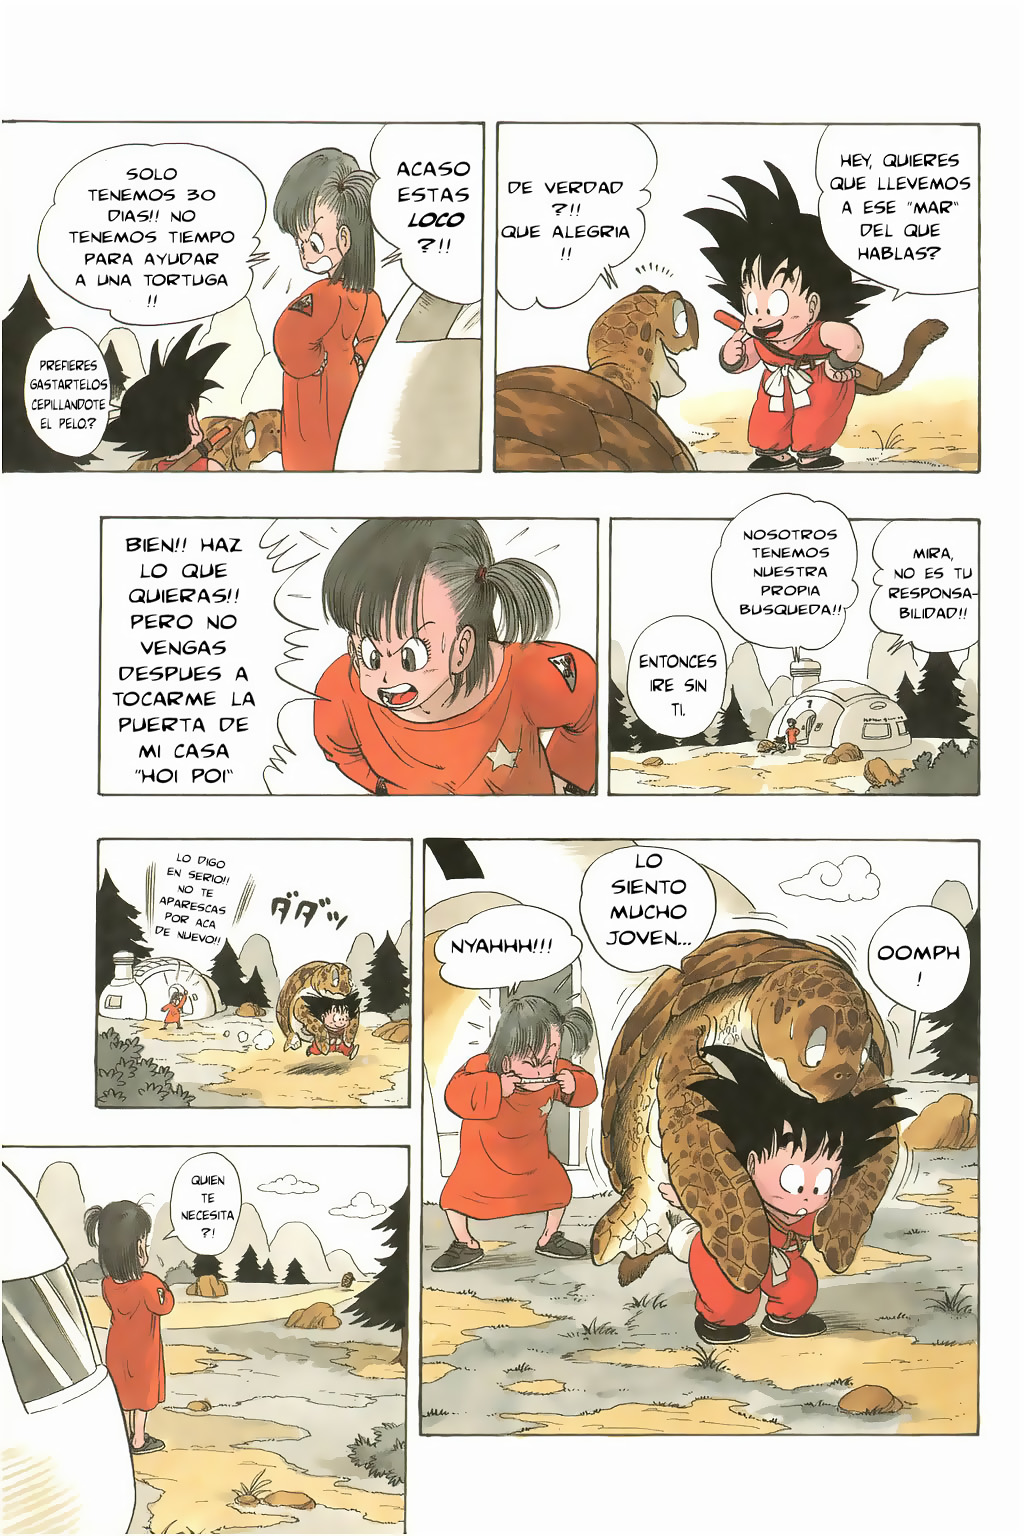 HEY, QUIERES
QUE LLEVEMOS
A ESE "MAR"
DEL QUE
HABLAS?
DE VERDAD
?!!
QUE ALEGRIA
!!
ACASO
ESTAS
LOCO
?!!
SOLO
TENEMOS 30
DIAS!! NO
TENEMOS TIEMPO
PARA AYUDAR
A UNA TORTUGA
!!
PREFIERES
GASTARTELOS
CEPILLANDOTE
EL PELO.?
MIRA,
NO ES TU
RESPONSA-
BILIDAD!!
NOSOTROS
TENEMOS
NUESTRA
PROPIA
BUSQUEDA!!
ENTONCES
IRE SIN
TI.
BIEN!! HAZ
LO QUE
QUIERAS!!
PERO NO
VENGAS
DESPUES A
TOCARME LA
PUERTA DE
MI CASA
"HOI POI"
OOMPH
!
LO
SIENTO
MUCHO
JOVEN...
NYAHHH!!!
ダダッ
LO DIGO
EN SERIO!!
NO TE
APARESCAS
POR ACA
DE NUEVO!!
QUIEN
TE
NECESITA
?!